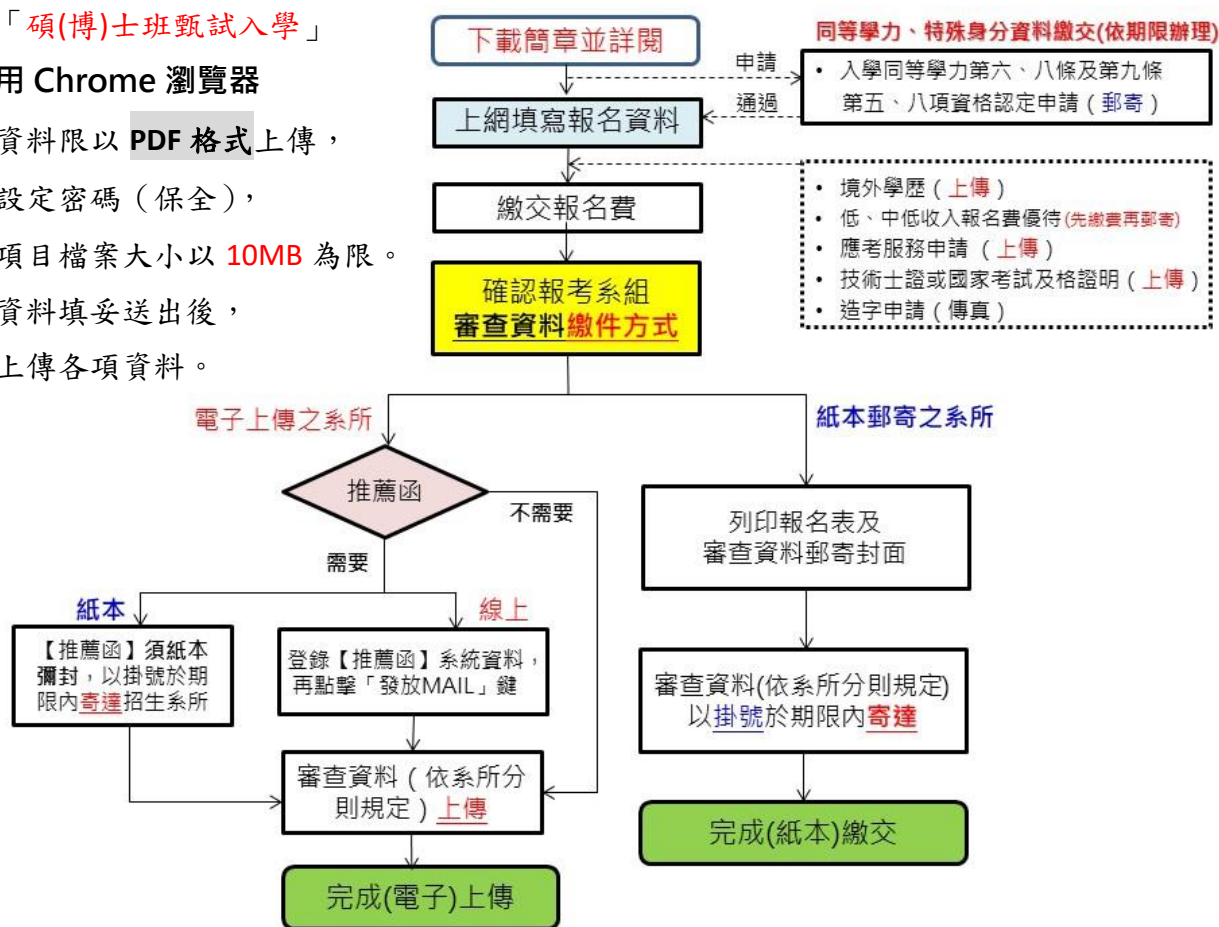 「碩(博)士班甄試入學」
用 Chrome 瀏覽器
資料限以 PDF 格式上傳，
設定密碼（保全），
項目檔案大小以 10MB 為限。
資料填妥送出後，
上傳各項資料。
下載簡章並詳閱
同等學力、特殊身分資料繳交(依期限辦理)
申請
• 入學同等學力第六、八條及第九條
第五、八項資格認定申請（郵寄）
通過
上網填寫報名資料
繳交報名費
• 境外學歷（上傳）
• 低、中低收入報名費優待(先繳費再郵寄)
• 應考服務申請 （上傳）
• 技術士證或國家考試及格證明（上傳）
• 造字申請（傳真）
確認報考系組
審查資料繳件方式
電子上傳之系所
紙本郵寄之系所
推薦函
不需要
需要
列印報名表及
審查資料郵寄封面
紙本
線上
【推薦函】須紙本
彌封，以掛號於期
限內寄達招生系所
登錄【推薦函】系統資料，
再點擊「發放MAIL」鍵
審查資料(依系所分則規定)
以掛號於期限內寄達
審查資料（依系所分
則規定）上傳
完成(紙本)繳交
完成(電子)上傳